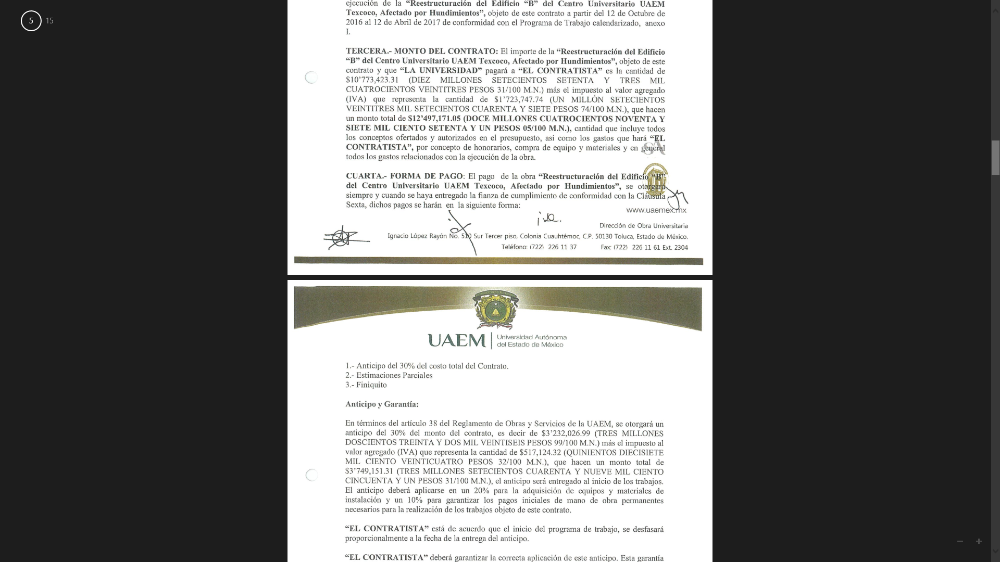 5 15
ejecución de la “Reestructuración del Edificio “B” del Centro Universitario UAEM
Texcoco, Afectado por Hundimientos”, objeto de este contrato a partir del 12 de Octubre de
2016 al 12 de Abril de 2017 de conformidad con el Programa de Trabajo calendarizado, anexo
I.
TERCERA.- MONTO DEL CONTRATO: El importe de la “Reestructuración del Edificio
“B” del Centro Universitario UAEM Texcoco, Afectado por Hundimientos”, objeto de este
contrato y que “LA UNIVERSIDAD” pagará a “EL CONTRATISTA” es la cantidad de
$10’773,423.31 (DIEZ MILLONES SETECIENTOS SETENTA Y TRES MIL
CUATROCIENTOS VEINTITRES PESOS 31/100 M.N.) más el impuesto al valor agregado
(IVA) que representa la cantidad de $1’723,747.74 (UN MILLÓN SETECIENTOS
VEINTITRES MIL SETECIENTOS CUARENTA Y SIETE PESOS 74/100 M.N.), que hacen
un monto total de $12’497,171.05 (DOCE MILLONES CUATROCIENTOS NOVENTA Y
SIETE MIL CIENTO SETENTA Y UN PESOS 05/100 M.N.), cantidad que incluye todos
los conceptos ofertados y autorizados en el presupuesto, así como los gastos que hará “EL
CONTRATISTA”, por concepto de honorarios, compra de equipo y materiales y en general
todos los gastos relacionados con la ejecución de la obra.
SA
CUARTA.- FORMA DE PAGO: El pago de la obra “Reestructuración del Edificio “B”
del Centro Universitario UAEM Texcoco, Afectado por Hundimientos”, se otorgará
siempre y cuando se haya entregado la fianza de cumplimiento de conformidad con la Cláusula
Sexta, dichos pagos se harán en la siguiente forma:
www.uaemex.mx
Dirección de Obra Universitaria
Ignacio López Rayón No. 510 Sur Tercer piso, Colonia Cuauhtémoc, C.P. 50130 Toluca, Estado de México.
Teléfono: (722) 226 11 37 Fax: (722) 226 11 61 Ext. 2304
UAEM Universidad Autónoma
del Estado de México
1.- Anticipo del 30% del costo total del Contrato.
2.- Estimaciones Parciales
3.- Finiquito
Anticipo y Garantía:
En términos del artículo 38 del Reglamento de Obras y Servicios de la UAEM, se otorgará un
anticipo del 30% del monto del contrato, es decir de $3’232,026.99 (TRES MILLONES
DOSCIENTOS TREINTA Y DOS MIL VEINTISEIS PESOS 99/100 M.N.) más el impuesto al
valor agregado (IVA) que representa la cantidad de $517,124.32 (QUINIENTOS DIECISIETE
MIL CIENTO VEINTICUATRO PESOS 32/100 M.N.), que hacen un monto total de
$3’749,151.31 (TRES MILLONES SETECIENTOS CUARENTA Y NUEVE MIL CIENTO
CINCUENTA Y UN PESOS 31/100 M.N.), el anticipo será entregado al inicio de los trabajos.
El anticipo deberá aplicarse en un 20% para la adquisición de equipos y materiales de
instalación y un 10% para garantizar los pagos iniciales de mano de obra permanentes
necesarios para la realización de los trabajos objeto de este contrato.
“EL CONTRATISTA” está de acuerdo que el inicio del programa de trabajo, se desfasará
proporcionalmente a la fecha de la entrega del anticipo.
“EL CONTRATISTA” deberá garantizar la correcta aplicación de este anticipo. Esta garantía